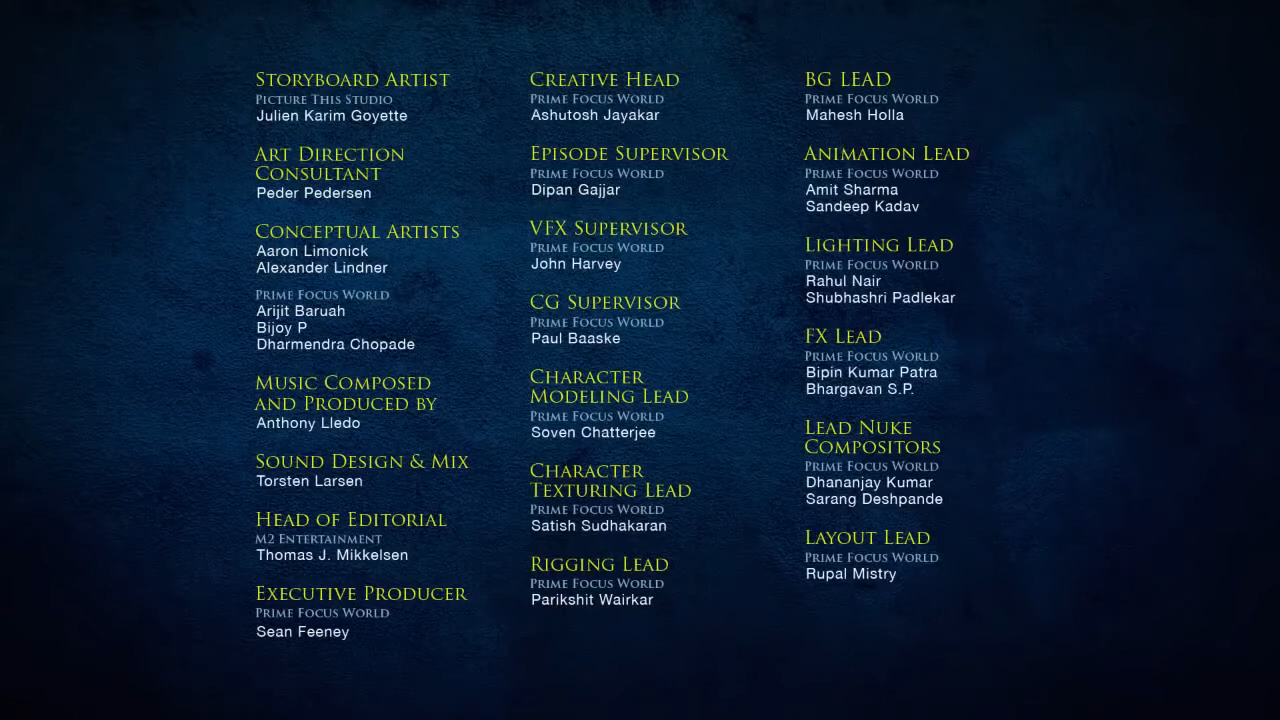 STORYBOARD ARTIST
PICTURE THIS STUDIO
Julien Karim Goyette
ART DIRECTION
CONSULTANT
Peder Pedersen
CONCEPTUAL ARTISTS
Aaron Limonick
Alexander Lindner
PRIME FOCUS WORLD
Arijit Baruah
Bijoy P
Dharmendra Chopade
MUSIC COMPOSED
AND PRODUCED BY
Anthony Lledo
SOUND DESIGN & MIX
Torsten Larsen
HEAD OF EDITORIAL
M2 ENTERTAINMENT
Thomas J. Mikkelsen
EXECUTIVE PRODUCER
PRIME FOCUS WORLD
Sean Feeney
CREATIVE HEAD
PRIME FOCUS WORLD
Ashutosh Jayakar
EPISODE SUPERVISOR
PRIME FOCUS WORLD
Dipan Gajjar
VFX SUPERVISOR
PRIME FOCUS WORLD
John Harvey
CG SUPERVISOR
PRIME FOCUS WORLD
Paul Baaske
CHARACTER
MODELING LEAD
PRIME FOCUS WORLD
Soven Chatterjee
CHARACTER
TEXTURING LEAD
PRIME FOCUS WORLD
Satish Sudhakaran
RIGGING LEAD
PRIME FOCUS WORLD
Parikshit Wairkar
BG LEAD
PRIME FOCUS WORLD
Mahesh Holla
ANIMATION LEAD
PRIME FOCUS WORLD
Amit Sharma
Sandeep Kadav
LIGHTING LEAD
PRIME FOCUS WORLD
Rahul Nair
Shubhashri Padlekar
FX LEAD
PRIME FOCUS WORLD
Bipin Kumar Patra
Bhargavan S.P.
LEAD NUKE
COMPOSITORS
PRIME FOCUS WORLD
Dhananjay Kumar
Sarang Deshpande
LAYOUT LEAD
PRIME FOCUS WORLD
Rupal Mistry